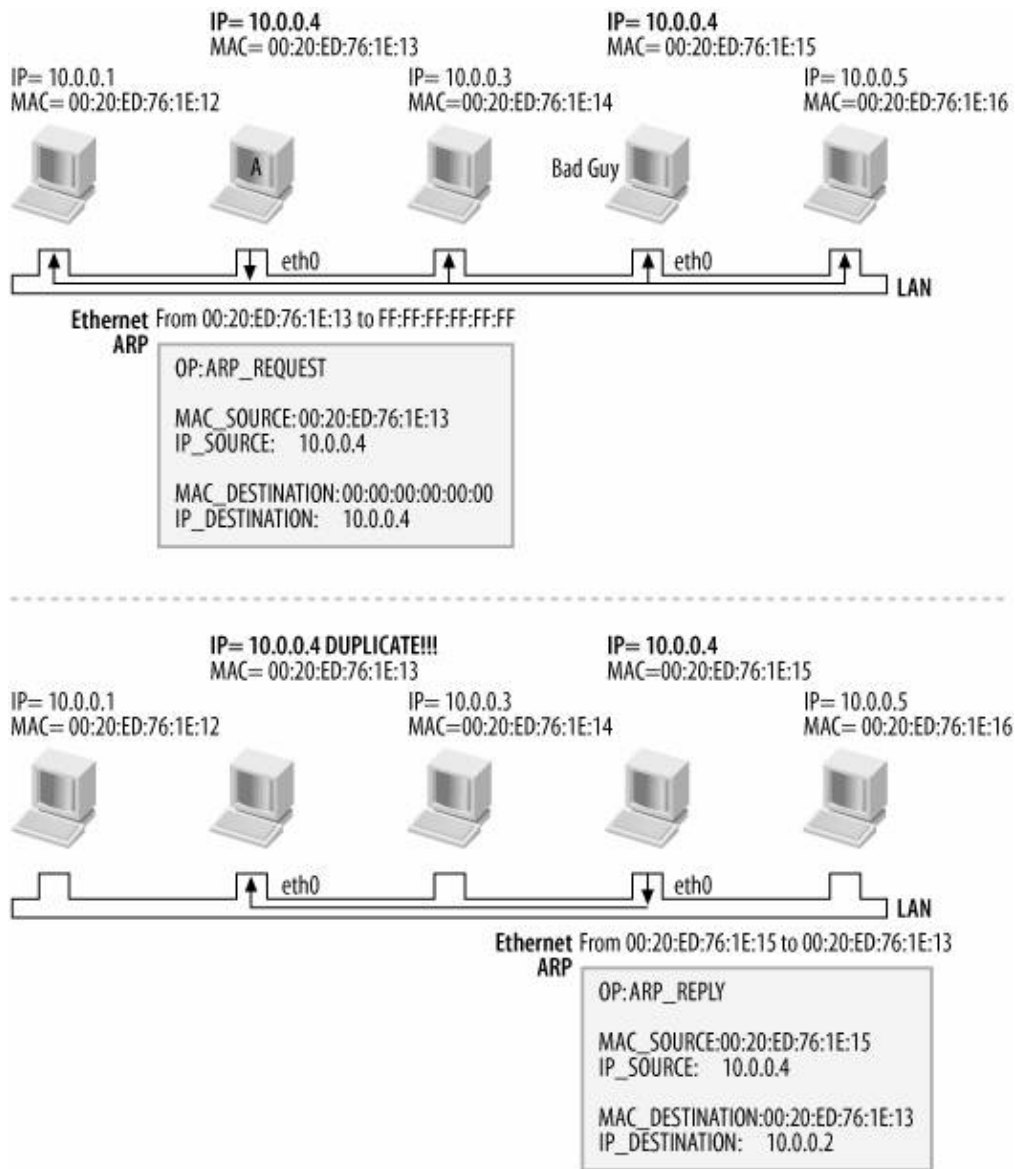 IP= 10.0.0.4
MAC= 00:20:ED:76:1E:13
IP= 10.0.0.4
MAC= 00:20:ED:76:1E:15
IP= 10.0.0.1
MAC= 00:20:ED:76:1E:12
IP= 10.0.0.3
MAC=00:20:ED:76:1E:14
IP= 10.0.0.5
MAC=00:20:ED:76:1E:16
A
Bad Guy
eth0
eth0
LAN
Ethernet From 00:20:ED:76:1E:13 to FF:FF:FF:FF:FF:FF
ARP
OP:ARP_REQUEST
MAC_SOURCE:00:20:ED:76:1E:13
IP_SOURCE: 10.0.0.4
MAC_DESTINATION:00:00:00:00:00:00
IP_DESTINATION: 10.0.0.4
IP= 10.0.0.4 DUPLICATE!!!
MAC= 00:20:ED:76:1E:13
IP= 10.0.0.4
MAC=00:20:ED:76:1E:15
IP= 10.0.0.1
MAC= 00:20:ED:76:1E:12
IP= 10.0.0.3
MAC=00:20:ED:76:1E:14
IP= 10.0.0.5
MAC= 00:20:ED:76:1E:16
eth0
eth0
LAN
Ethernet From 00:20:ED:76:1E:15 to 00:20:ED:76:1E:13
ARP
OP:ARP_REPLY
MAC_SOURCE:00:20:ED:76:1E:15
IP_SOURCE: 10.0.0.4
MAC_DESTINATION:00:20:ED:76:1E:13
IP_DESTINATION: 10.0.0.2